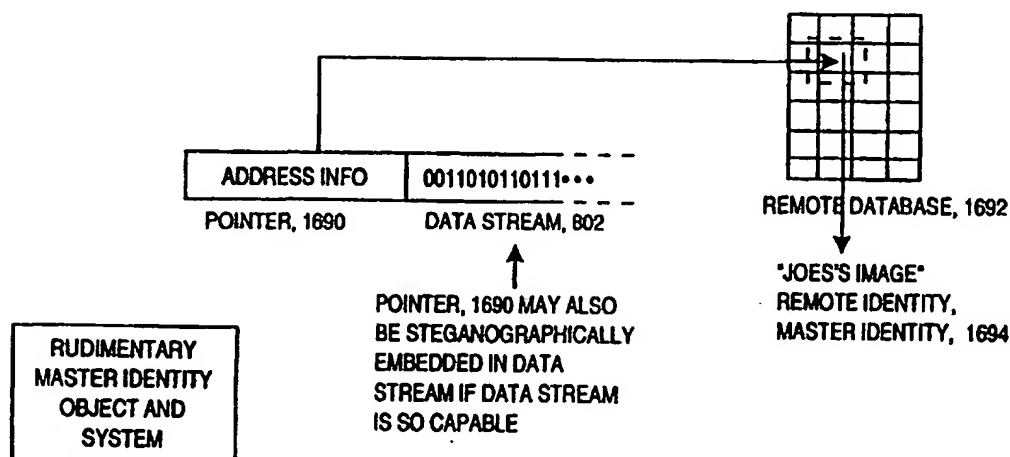 ADDRESS INFO
0011010110111•••
POINTER, 1690
DATA STREAM, 802
REMOTE DATABASE, 1692
"JOES'S IMAGE"
REMOTE IDENTITY,
MASTER IDENTITY, 1694
POINTER, 1690 MAY ALSO
BE STEGANOGRAPHICALLY
EMBEDDED IN DATA
STREAM IF DATA STREAM
IS SO CAPABLE
RUDIMENTARY
MASTER IDENTITY
OBJECT AND
SYSTEM